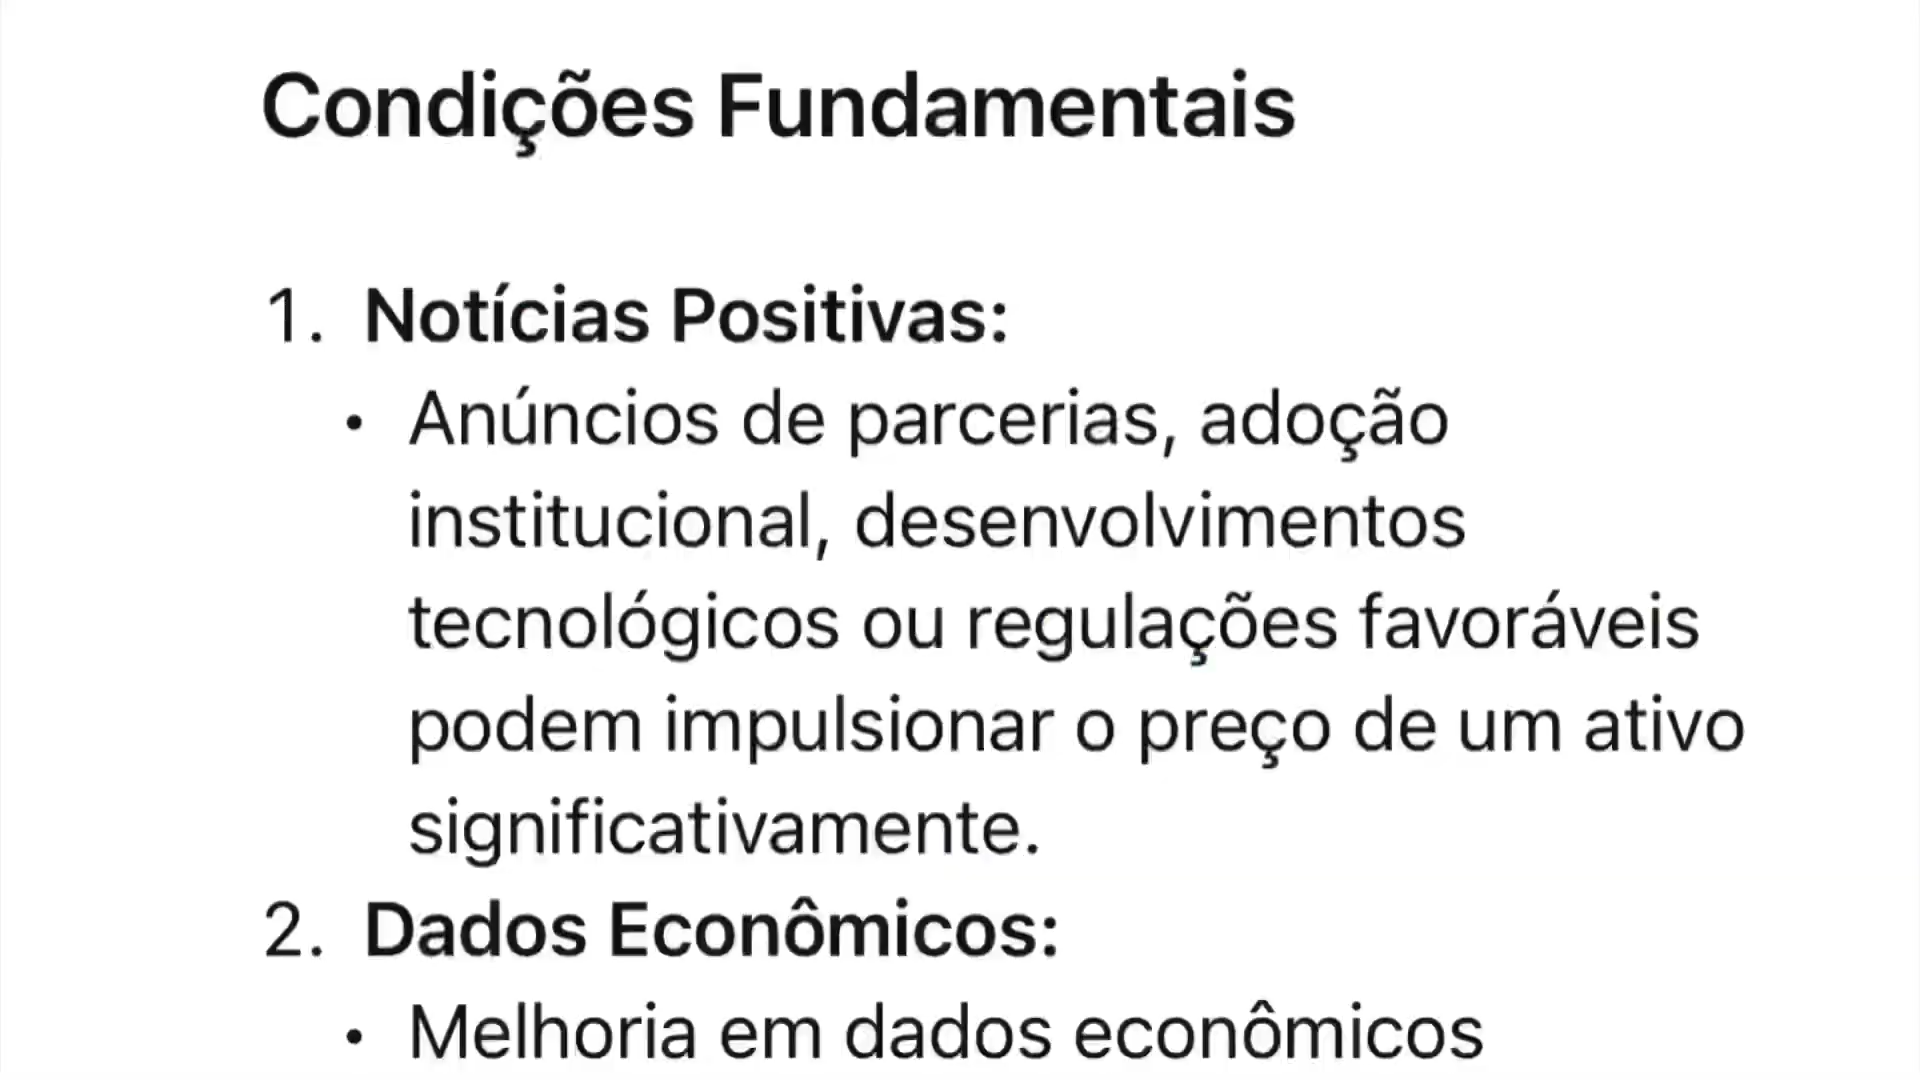 Condições Fundamentais
1. Notícias Positivas:
• Anúncios de parcerias, adoção
institucional, desenvolvimentos
tecnológicos ou regulações favoráveis
podem impulsionar o preço de um ativo
significativamente.
2. Dados Econômicos:
• Melhoria em dados econômicos